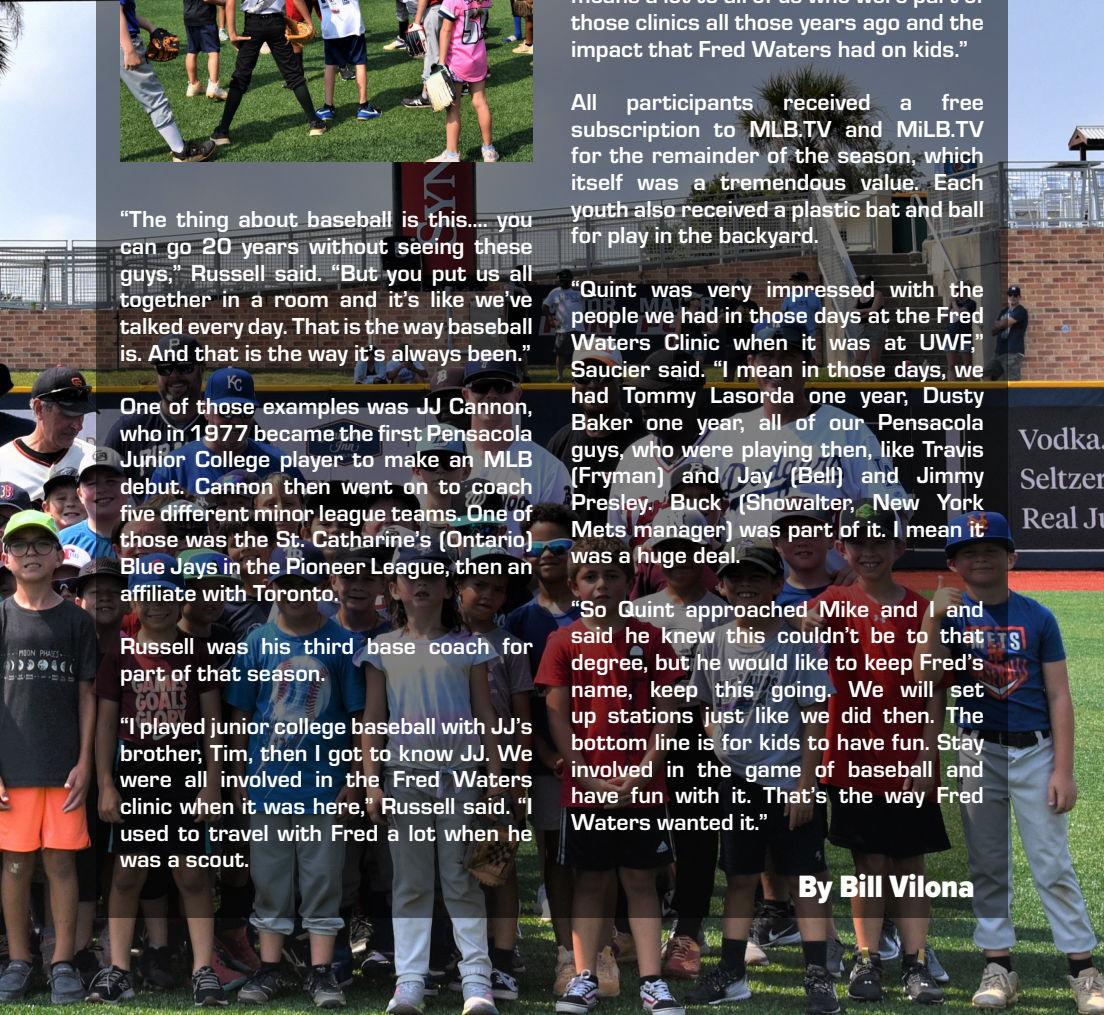 "The thing about baseball is this.... you
can go 20 years without seeing these
guys," Russell said. "But you put us all
together in a room and it's like we've
talked every day. That is the way baseball
is. And that is the way it's always been."
One of those examples was JJ Cannon,
who in 1977 became the first Pensacola
Junior College player to make an MLB
debut. Cannon then went on to coach
five different minor league teams. One of
those was the St. Catharine's (Ontario)
Blue Jays in the Pioneer League, then an
affiliate with Toronto.
Russell was his third base coach for
part of that season.
"I played junior college baseball with JJ's
brother, Tim, then I got to know JJ. We
were all involved in the Fred Waters
clinic when it was here," Russell said. "I
used to travel with Fred a lot when he
was a scout.
means a lot to all of us who were part of
those clinics all those years ago and the
impact that Fred Waters had on kids."
All participants received a free
subscription to MLB.TV and MiLB.TV
for the remainder of the season, which
itself was a tremendous value. Each
youth also received a plastic bat and ball
for play in the backyard.
"Quint was very impressed with the
people we had in those days at the Fred
Waters Clinic when it was at UWF,"
Saucier said. "I mean in those days, we
had Tommy Lasorda one year, Dusty
Baker one year, all of our Pensacola
guys, who were playing then, like Travis
(Fryman) and Jay (Bell) and Jimmy
Presley. Buck (Showalter, New York
Mets manager) was part of it. I mean it
was a huge deal.
"So Quint approached Mike and I and
said he knew this couldn't be to that
degree, but he would like to keep Fred's
name, keep this going. We will set
up stations just like we did then. The
bottom line is for kids to have fun. Stay
involved in the game of baseball and
have fun with it. That's the way Fred
Waters wanted it."
By Bill Vilona
SYN
KC
Dodgers
Vodka.
Seltzer
Real Ju
MOON PHASES
GAMES
GOALS
GLORY
METS